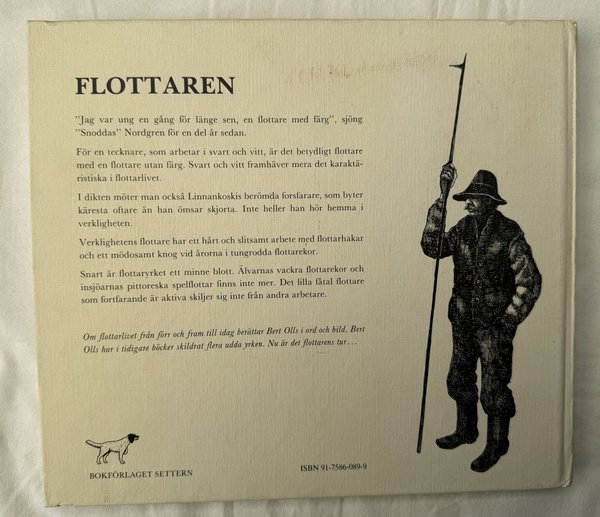 FLOTTAREN
"Jag var ung en gång för länge sen, en flottare med färg", sjöng
"Snoddas" Nordgren för en del år sedan.
För en tecknare, som arbetar i svart och vitt, är det betydligt flottare
med en flottare utan färg. Svart och vitt framhäver mera det karaktä-
ristiska i flottarlivet.
I dikten möter man också Linnankoskis berömda forsfarare, som byter
käresta oftare än han ömsar skjorta. Inte heller han hör hemma i
verkligheten.
Verklighetens flottare har ett hårt och slitsamt arbete med flottarhakar
och ett mödosamt knog vid årorna i tungrodda flottarekor.
Snart är flottaryrket ett minne blott. Älvarnas vackra flottarekor och
insjöarnas pittoreska spelflottar finns inte mer. Det lilla fåtal flottare
som fortfarande är aktiva skiljer sig inte från andra arbetare.
Om flottarlivet från förr och fram till idag berättar Bert Olls i ord och bild. Bert
Olls har i tidigare böcker skildrat flera udda yrken. Nu är det flottarens tur...
BOKFÖRLAGET SETTERN
ISBN 91-7586-089-9